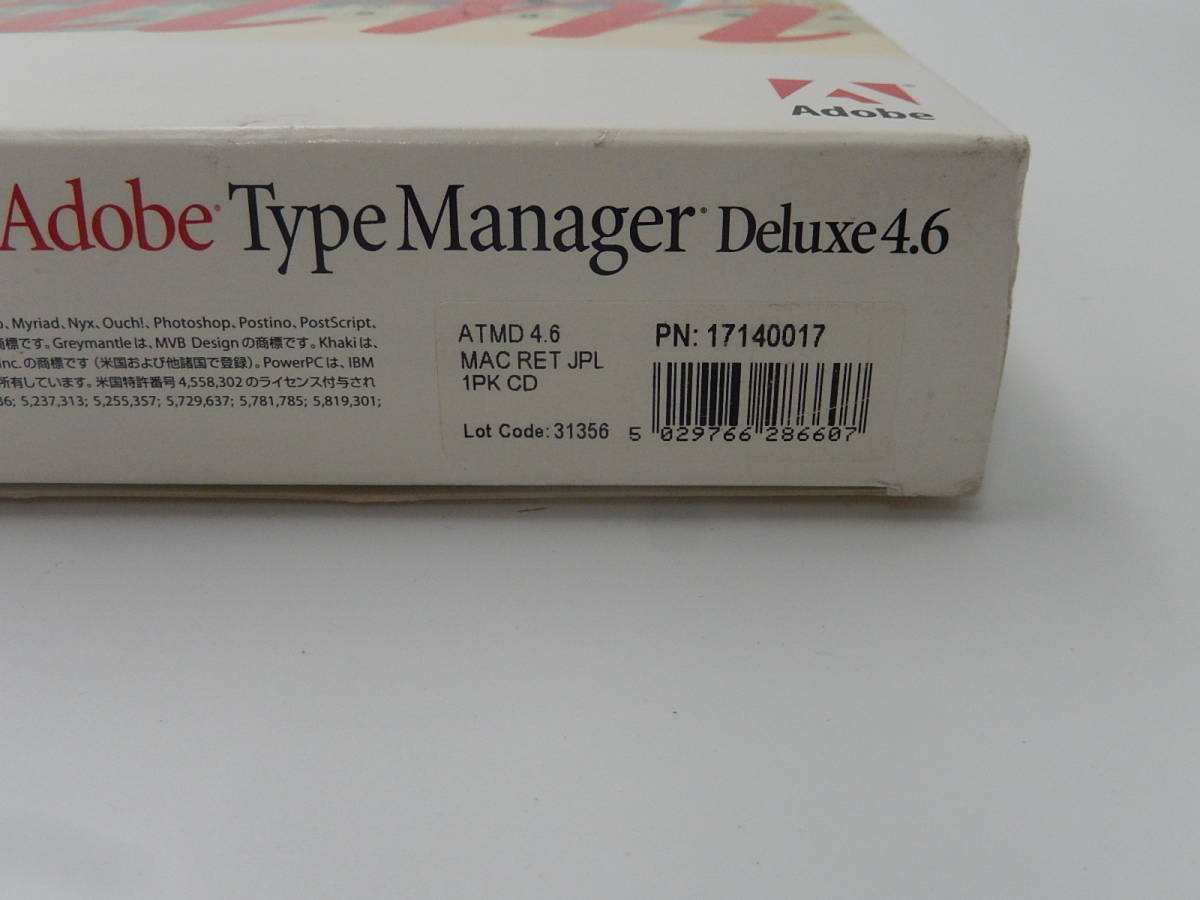 Adobe
Adobe Type Manager Deluxe 4.6
Myriad、Nyx、Ouch!、Photoshop、Postino、PostScript、
商標です。Greymantleは、MVB Designの商標です。Khakiは、
Inc.の商標です（米国および他諸国で登録）。PowerPCは、IBM
所有しています。米国特許番号4,558,302のライセンス付与され
5,237,313; 5,255,357; 5,729,637; 5,781,785; 5,819,301;
ATMD 4.6
MAC RET JPL
1PK CD
Lot Code: 31356
PN: 17140017
5 029766 286607